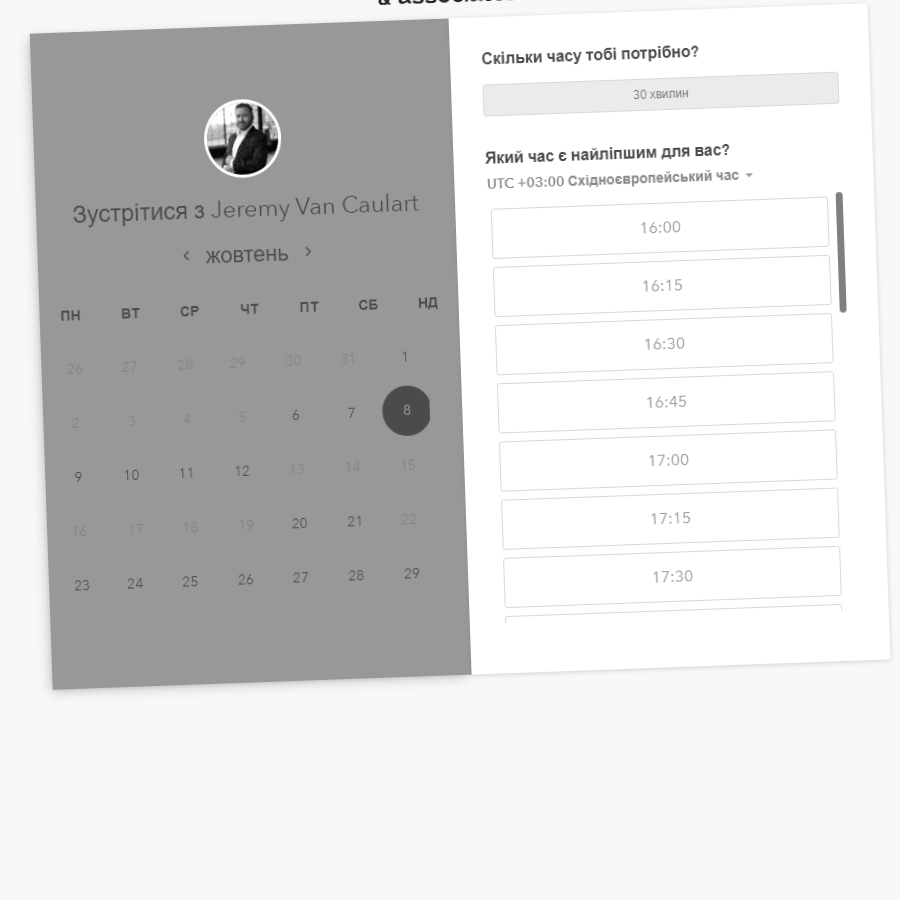 Зустрітися з Jeremy Van Caulart
жовтень
ПН ВТ СР ЧТ ПТ СБ НД
26 27 28 29 30 31 1
2 3 4 5 6 7 8
9 10 11 12 13 14 15
16 17 18 19 20 21 22
23 24 25 26 27 28 29
Скільки часу тобі потрібно?
30 хвилин
Який час є найліпшим для вас?
UTC +03:00 Східноєвропейський час
16:00
16:15
16:30
16:45
17:00
17:15
17:30